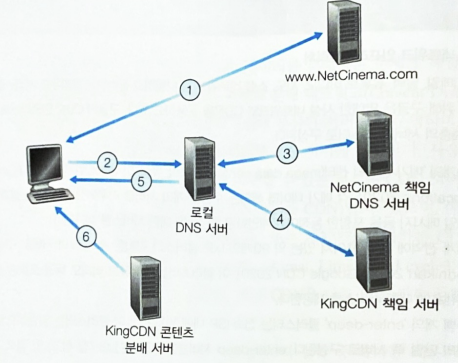 1
www.NetCinema.com
2
3
5
NetCinema 책임
DNS 서버
로컬
DNS 서버
4
6
KingCDN 책임 서버
KingCDN 콘텐츠
분배 서버